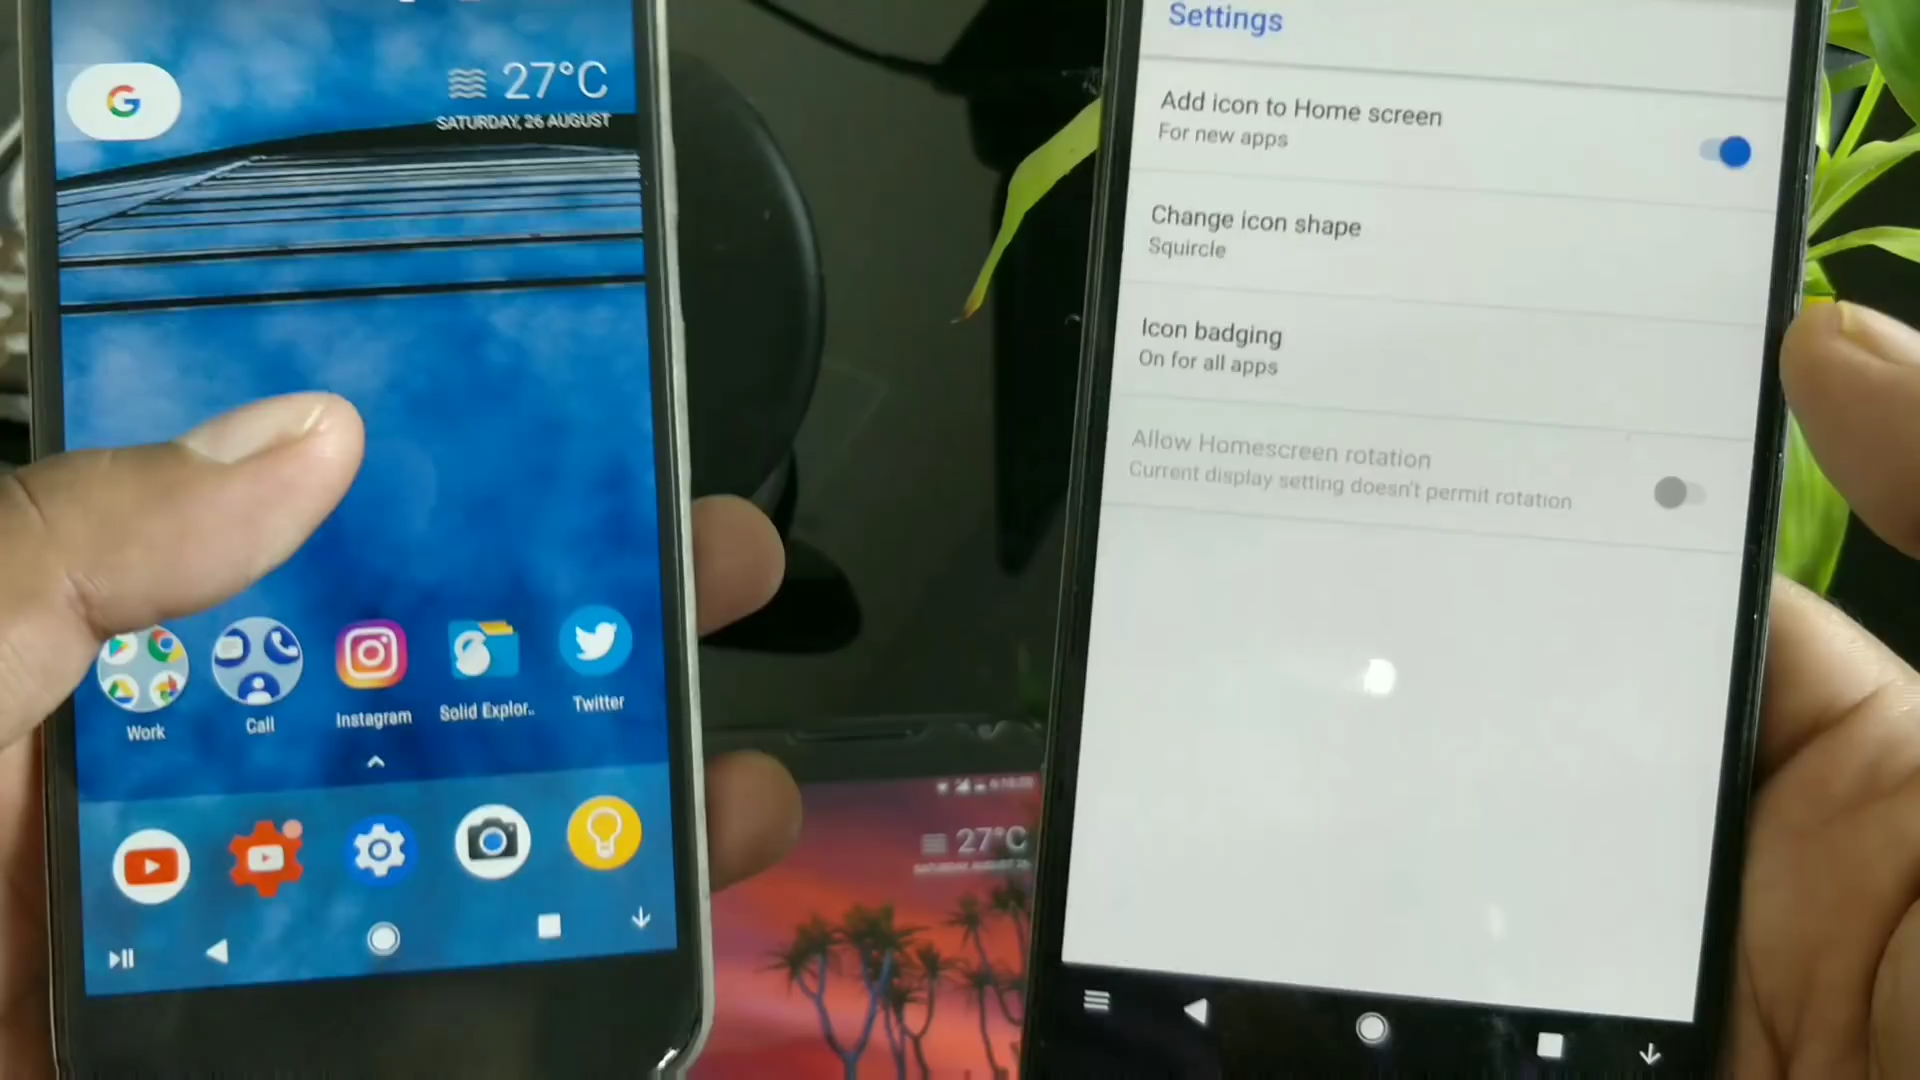 G
27°C
SATURDAY, 26 AUGUST
Work
Call
Instagram
Solid Explor..
Twitter
Settings
Add icon to Home screen
For new apps
Change icon shape
Squircle
Icon badging
On for all apps
Allow Homescreen rotation
Current display setting doesn't permit rotation
27°C